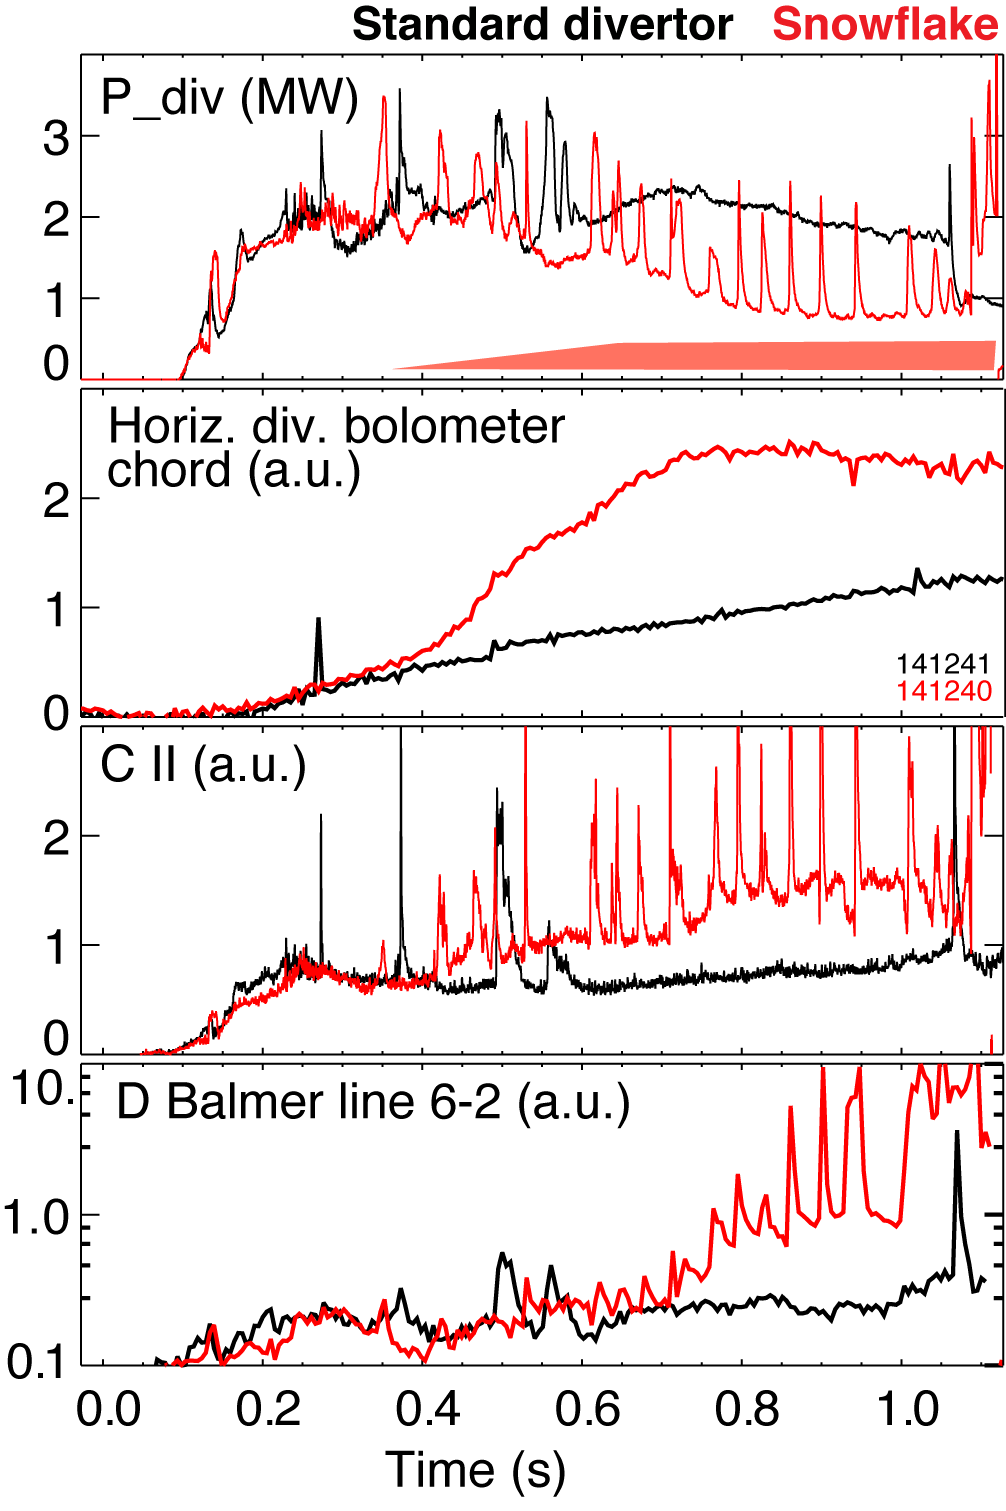 Standard divertor Snowflake
P_div (MW)
3
2
1
0
Horiz. div. bolometer
chord (a.u.)
2
1
141241
141240
0
C II (a.u.)
2
1
0
10.
D Balmer line 6-2 (a.u.)
1.0
0.1
0.0 0.2 0.4 0.6 0.8 1.0
Time (s)